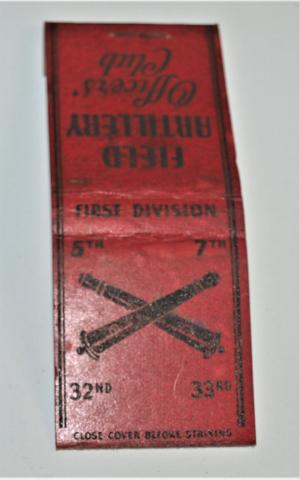 FIELD
ARTILLERY
Officers'
Club
FIRST DIVISION
5TH 7TH
32ND 33RD
CLOSE COVER BEFORE STRIKING